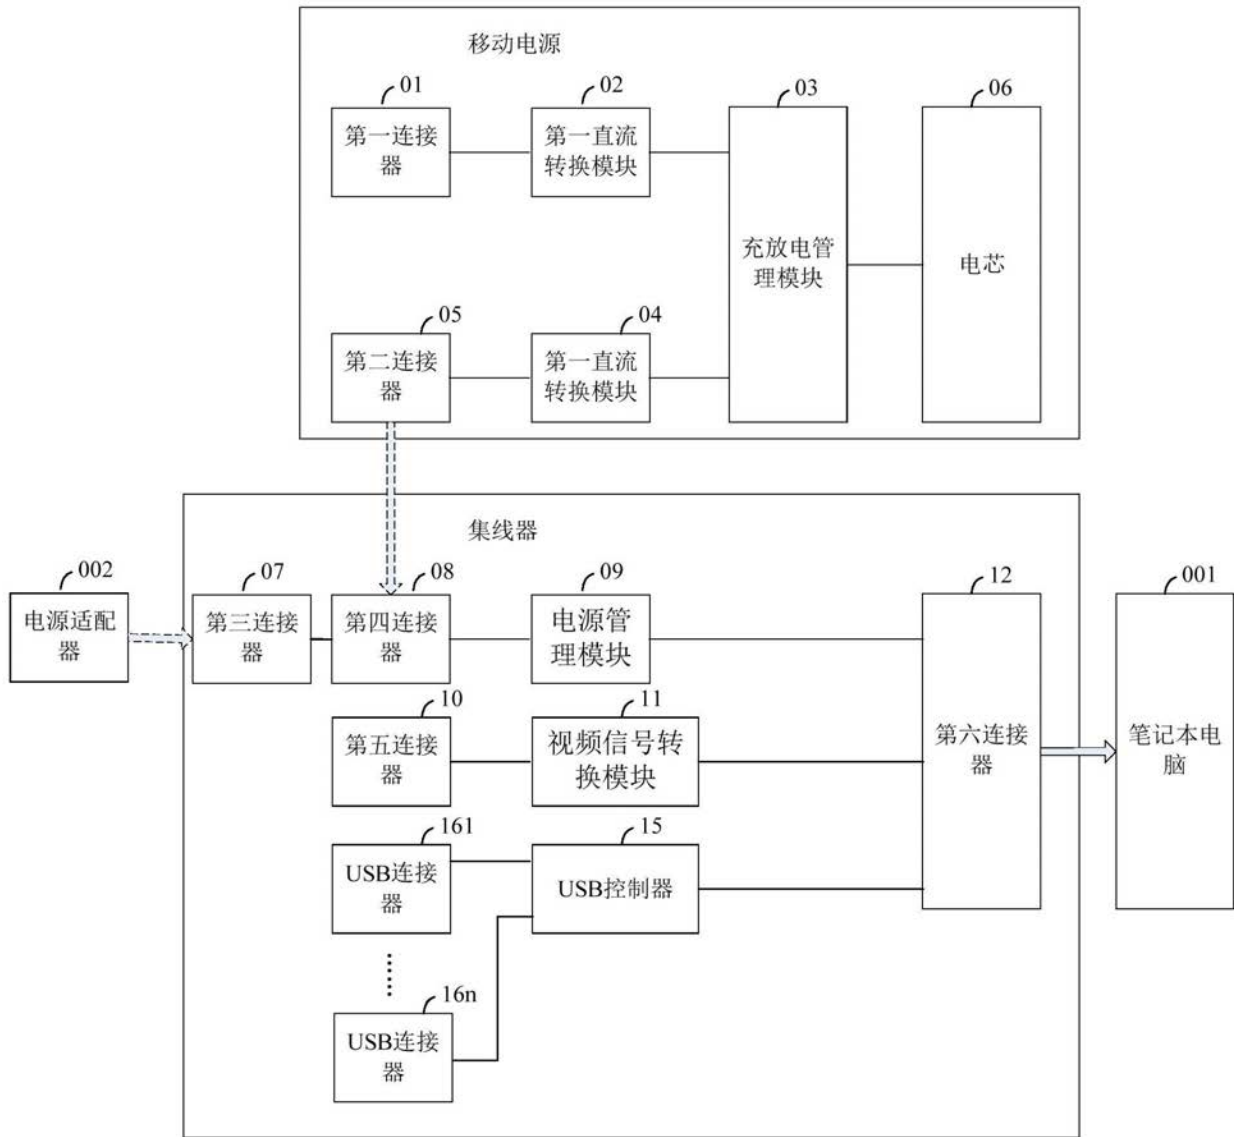 移动电源
01
02
03
06
第一连接
器
第一直流
转换模块
充放电管
理模块
电芯
05
04
第二连接
器
第一直流
转换模块
集线器
002
07
08
09
12
001
电源适配
器
第三连接
器
第四连接
器
电源管
理模块
10
11
第五连接
器
视频信号转
换模块
第六连接
器
笔记本电
脑
161
15
USB连接
器
USB控制器
16n
USB连接
器